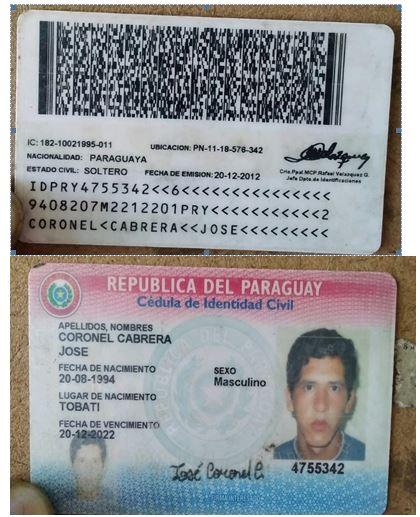 IC: 182-10021995-011 UBICACION: PN-11-18-576-342
NACIONALIDAD: PARAGUAYA
ESTADO CIVIL: SOLTERO FECHA DE EMISION: 20-12-2012
Crio.Ppal.MCP.Rafael Velazquez G.
Jefe Dpto.de Identificaciones
IDPRY4755342<<6<<<<<<<<<<<<<<<
9408207M2212201PRY<<<<<<<<<<<2
CORONEL<CABRERA<<JOSE<<<<<<<<<
REPUBLICA DEL PARAGUAY
Cédula de Identidad Civil
APELLIDOS, NOMBRES
CORONEL CABRERA
JOSE
FECHA DE NACIMIENTO SEXO
20-08-1994 Masculino
LUGAR DE NACIMIENTO
TOBATI
FECHA DE VENCIMIENTO
20-12-2022
José Coronel C.
4755342